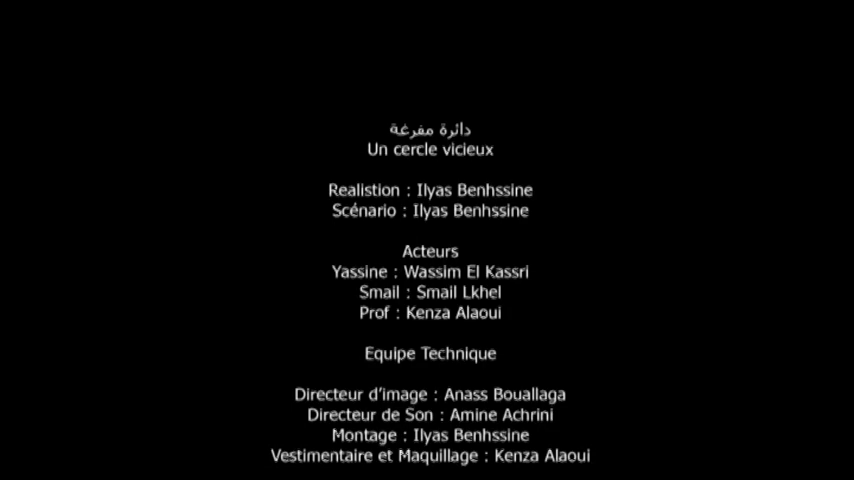 دائرة مفرغة
Un cercle vicieux
Realistion : Ilyas Benhssine
Scénario : Ilyas Benhssine
Acteurs
Yassine : Wassim El Kassri
Smail : Smail Lkhel
Prof : Kenza Alaoui
Equipe Technique
Directeur d'image : Anass Bouallaga
Directeur de Son : Amine Achrini
Montage : Ilyas Benhssine
Vestimentaire et Maquillage : Kenza Alaoui